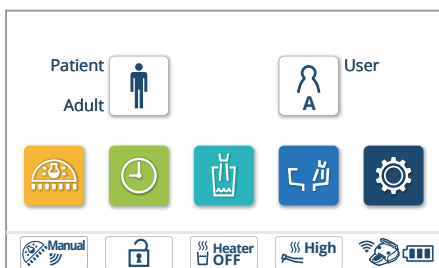 Patient
User
Adult
A
Manual
Heater
OFF
High